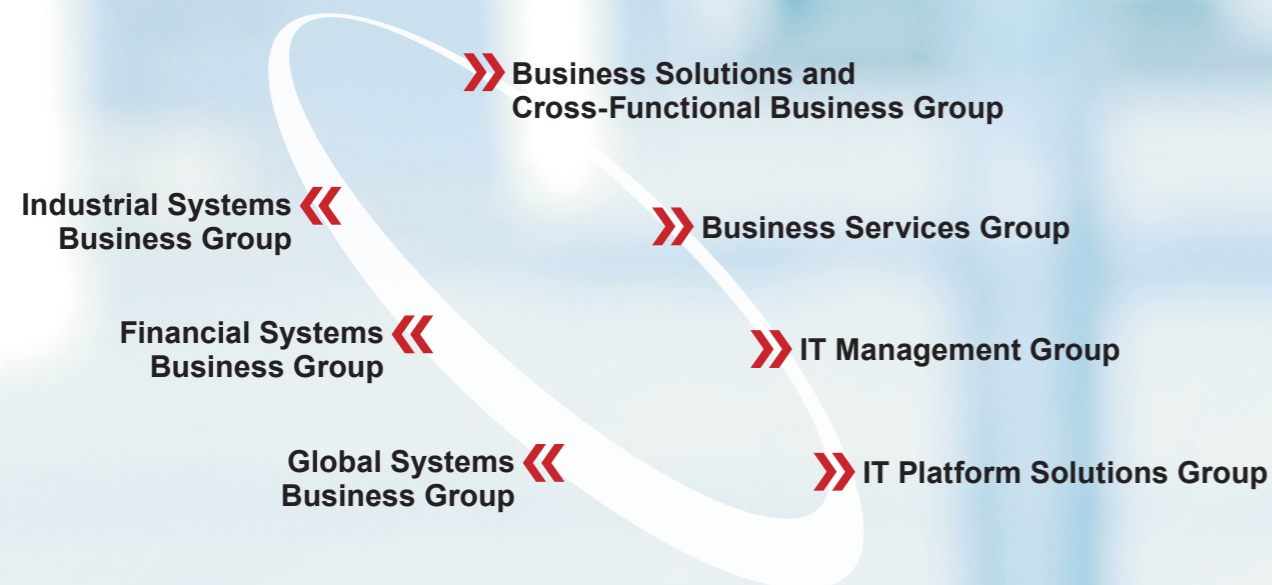 Business Solutions and
Cross-Functional Business Group
Industrial Systems
Business Group
Business Services Group
Financial Systems
Business Group
IT Management Group
Global Systems
Business Group
IT Platform Solutions Group